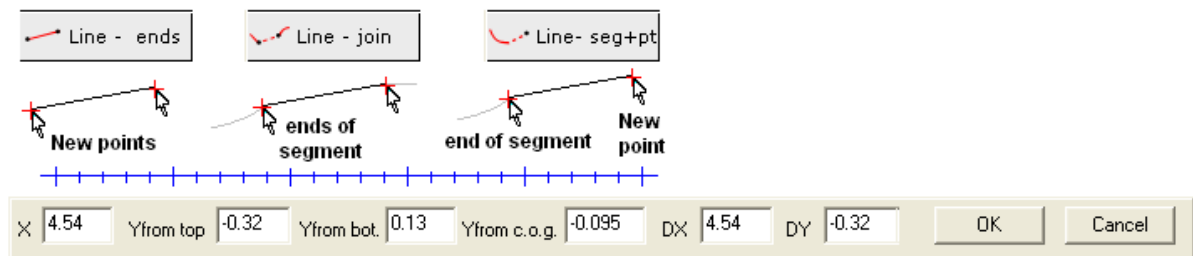 Line - ends
Line - join
Line- seg+pt
New points
ends of
segment
end of segment
New
point
X 4.54 Yfrom top -0.32 Yfrom bot. 0.13 Yfrom c.o.g. -0.095 DX 4.54 DY -0.32 OK Cancel